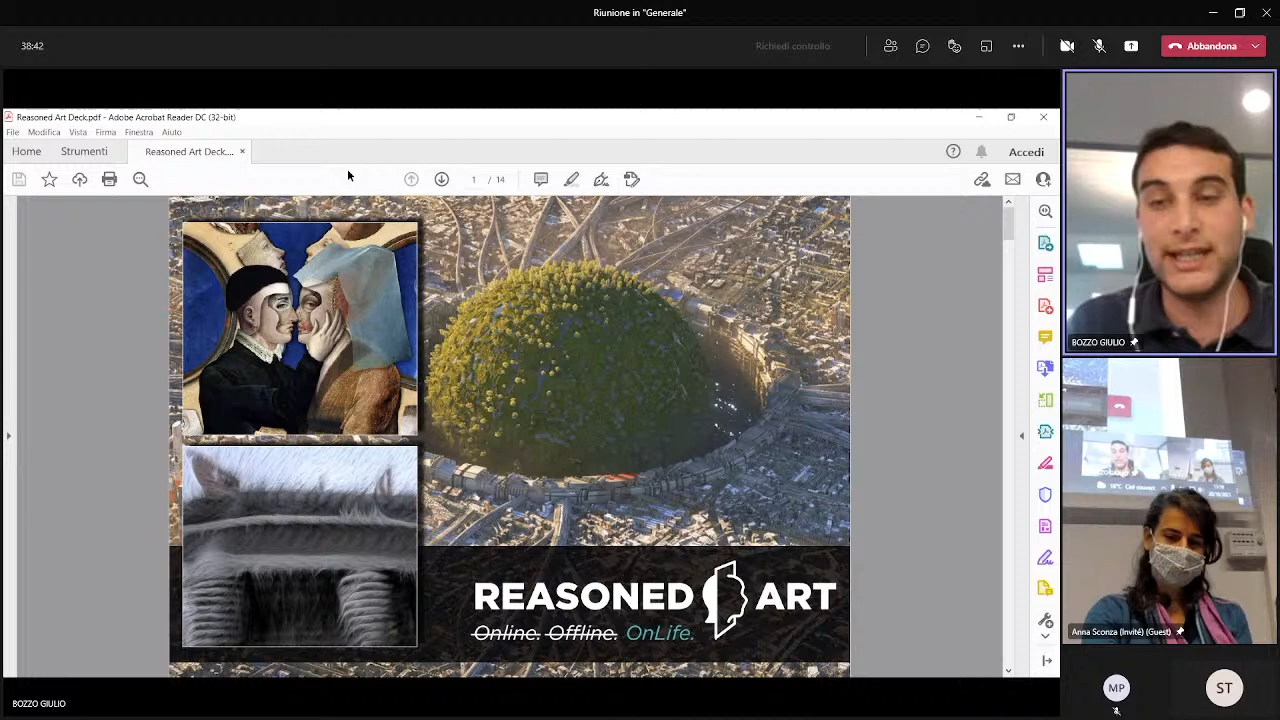 Riunione in "Generale"
38:42
Richiedi controllo
Abbandona
Reasoned Art Deck.pdf - Adobe Acrobat Reader DC (32-bit)
File Modifica Vista Firma Finestra Aiuto
Home Strumenti Reasoned Art Deck.... × Accedi
1 / 14
REASONED ART
Online. Offline. OnLife.
BOZZO GIULIO
Anna Sconza (Invité) (Guest)
MP ST
BOZZO GIULIO